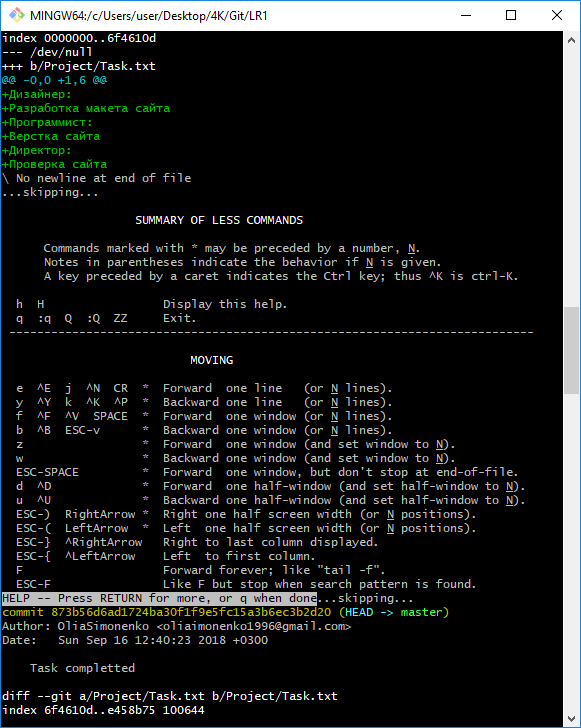 MINGW64:/c/Users/user/Desktop/4K/Git/LR1
index 0000000..6f4610d
--- /dev/null
+++ b/Project/Task.txt
@@ -0,0 +1,6 @@
+Дизайнер:
+Разработка макета сайта
+Программист:
+Верстка сайта
+Директор:
+Проверка сайта
\ No newline at end of file
...skipping...
SUMMARY OF LESS COMMANDS
Commands marked with * may be preceded by a number, N.
Notes in parentheses indicate the behavior if N is given.
A key preceded by a caret indicates the Ctrl key; thus ^K is ctrl-K.
h  H                 Display this help.
q  :q  Q  :Q  ZZ     Exit.
---------------------------------------------------------------------------
MOVING
e  ^E  j  ^N  CR  *  Forward  one line   (or N lines).
y  ^Y  k  ^K  ^P  *  Backward one line   (or N lines).
f  ^F  ^V  SPACE  *  Forward  one window (or N lines).
b  ^B  ESC-v      *  Backward one window (or N lines).
z                 *  Forward  one window (and set window to N).
w                 *  Backward one window (and set window to N).
ESC-SPACE         *  Forward  one window, but don't stop at end-of-file.
d  ^D             *  Forward  one half-window (and set half-window to N).
u  ^U             *  Backward one half-window (and set half-window to N).
ESC-)  RightArrow *  Right one half screen width (or N positions).
ESC-(  LeftArrow  *  Left  one half screen width (or N positions).
ESC-}  ^RightArrow   Right to last column displayed.
ESC-{  ^LeftArrow    Left  to first column.
F                    Forward forever; like "tail -f".
ESC-F                Like F but stop when search pattern is found.
HELP -- Press RETURN for more, or q when done...skipping...
commit 873b56d6ad1724ba30f1f9e5fc15a3b6ec3b2d20 (HEAD -> master)
Author: OliaSimonenko <oliaimonenko1996@gmail.com>
Date:   Sun Sep 16 12:40:23 2018 +0300
Task completted
diff --git a/Project/Task.txt b/Project/Task.txt
index 6f4610d..e458b75 100644